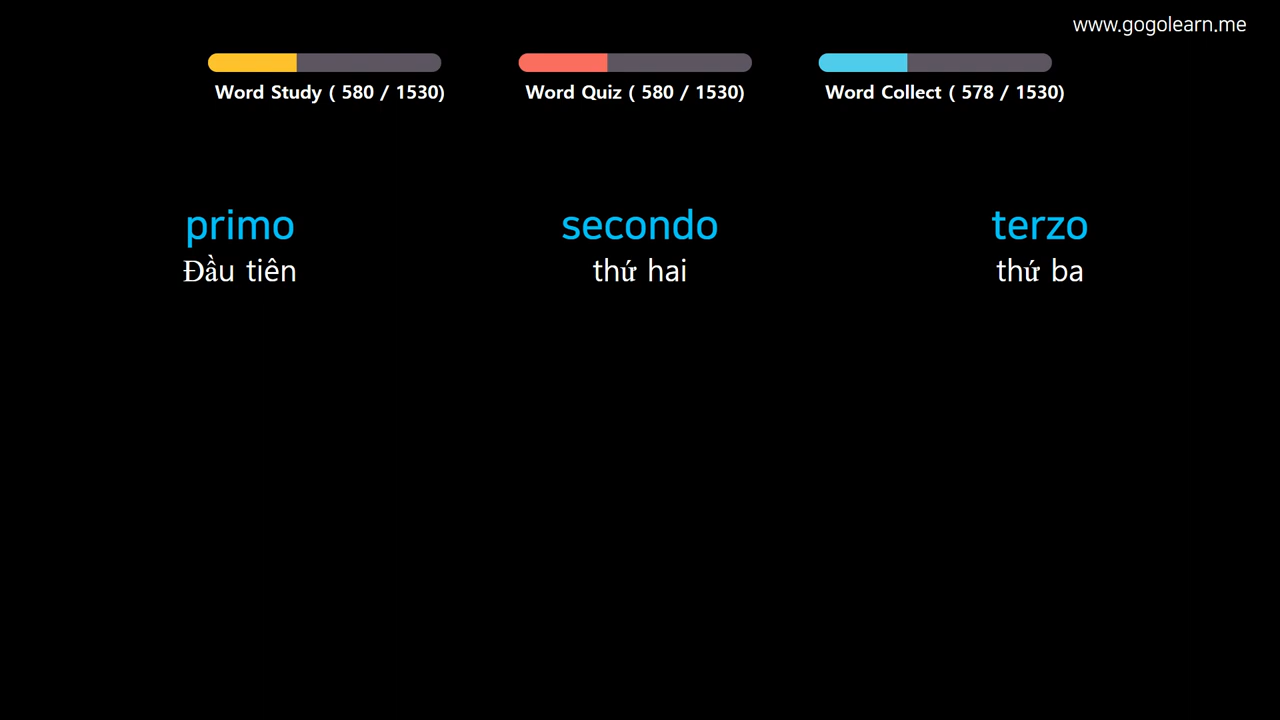 www.gogolearn.me
Word Study ( 580 / 1530)
Word Quiz ( 580 / 1530)
Word Collect ( 578 / 1530)
primo
Đầu tiên
secondo
thứ hai
terzo
thứ ba